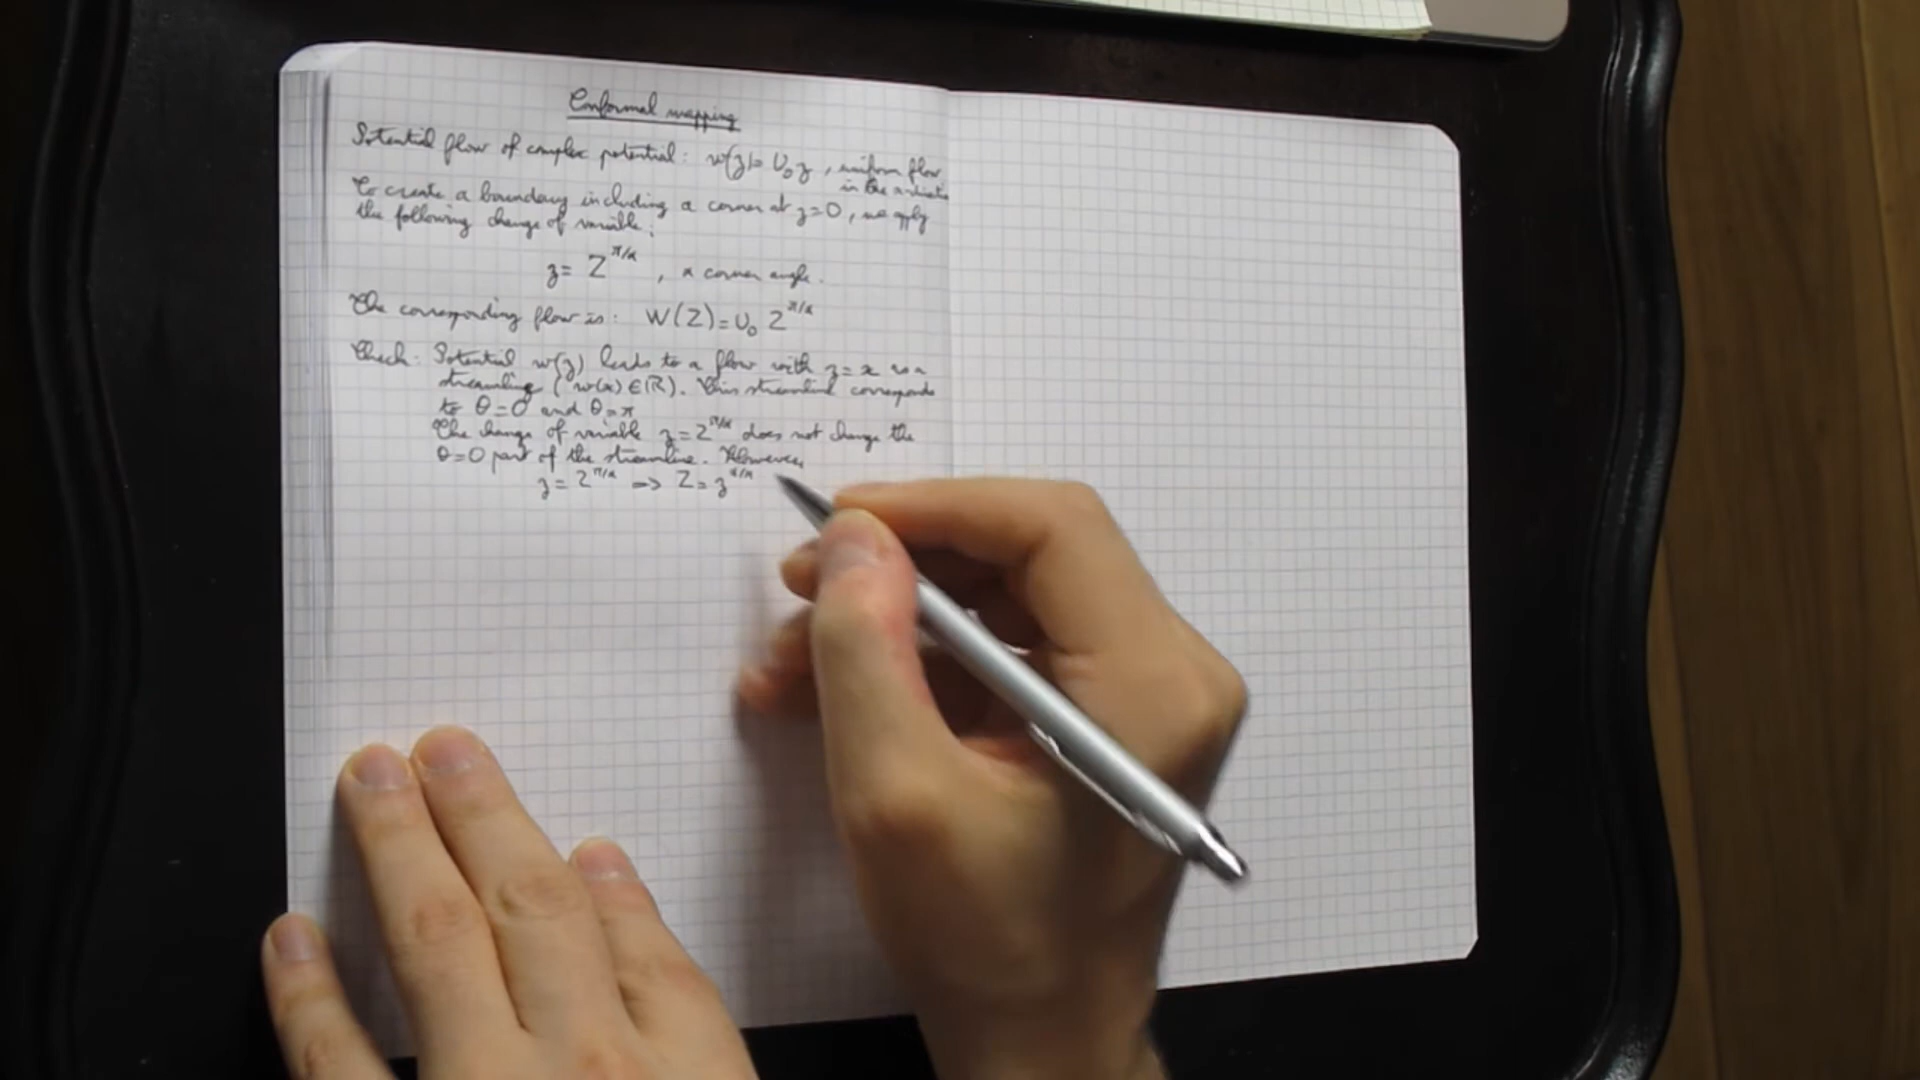 Conformal mapping
Potential flow of complex potential: w(z)= U₀z, uniform flow
in the
To create a boundary including a corner at z=0, we apply
the following change of variable:
z = Z^π/α , α corner angle.
The corresponding flow is: W(Z)=U₀ Z^π/α
Check: Potential w(z) leads to a flow with z=x as a
streamline (w(x)∈ℝ). This streamline corresponds
to θ=0 and θ=π
The change of variable z=Z^π/α does not change the
θ=0 part of the streamline. However,
z = Z^π/α => Z = z^α/π